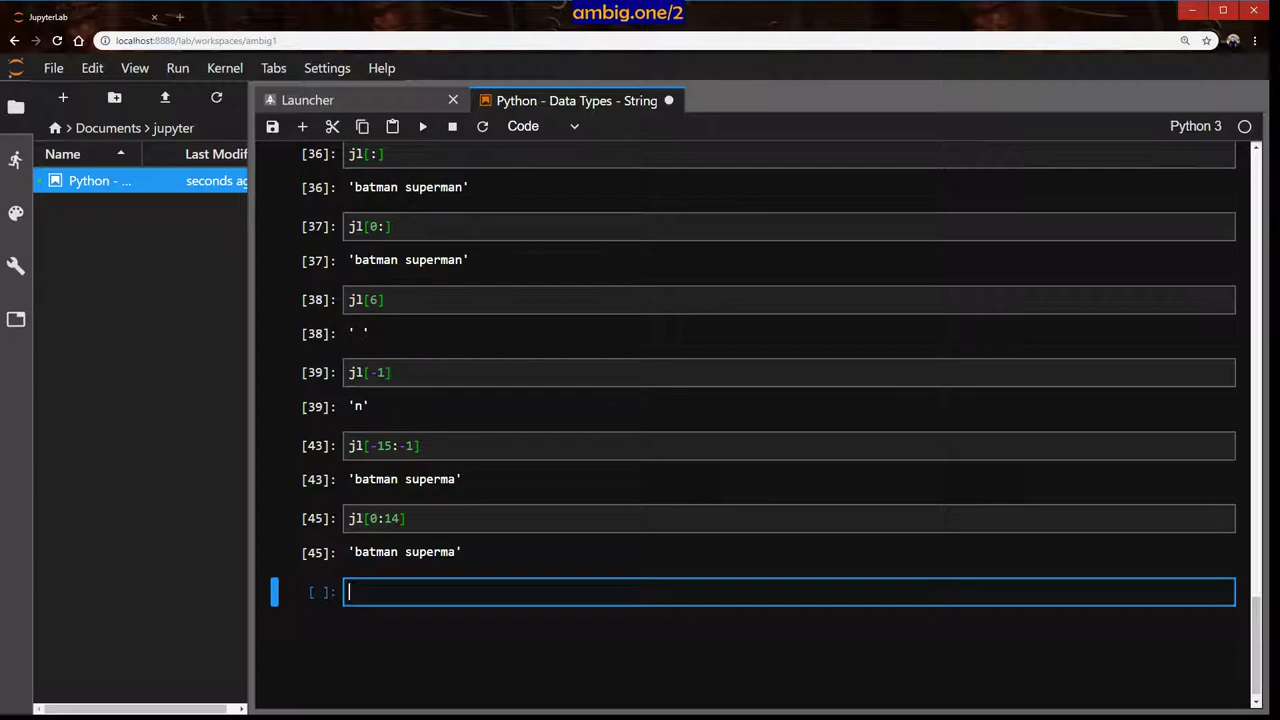 ambig.one/2
JupyterLab
localhost:8888/lab/workspaces/ambig1
File Edit View Run Kernel Tabs Settings Help
Launcher
Python - Data Types - String
Code
Python 3
Documents > jupyter
Name Last Modif
Python - ... seconds ag
[36]: jl[:]
[36]: 'batman superman'
[37]: jl[0:]
[37]: 'batman superman'
[38]: jl[6]
[38]: ' '
[39]: jl[-1]
[39]: 'n'
[43]: jl[-15:-1]
[43]: 'batman superma'
[45]: jl[0:14]
[45]: 'batman superma'
[ ]: